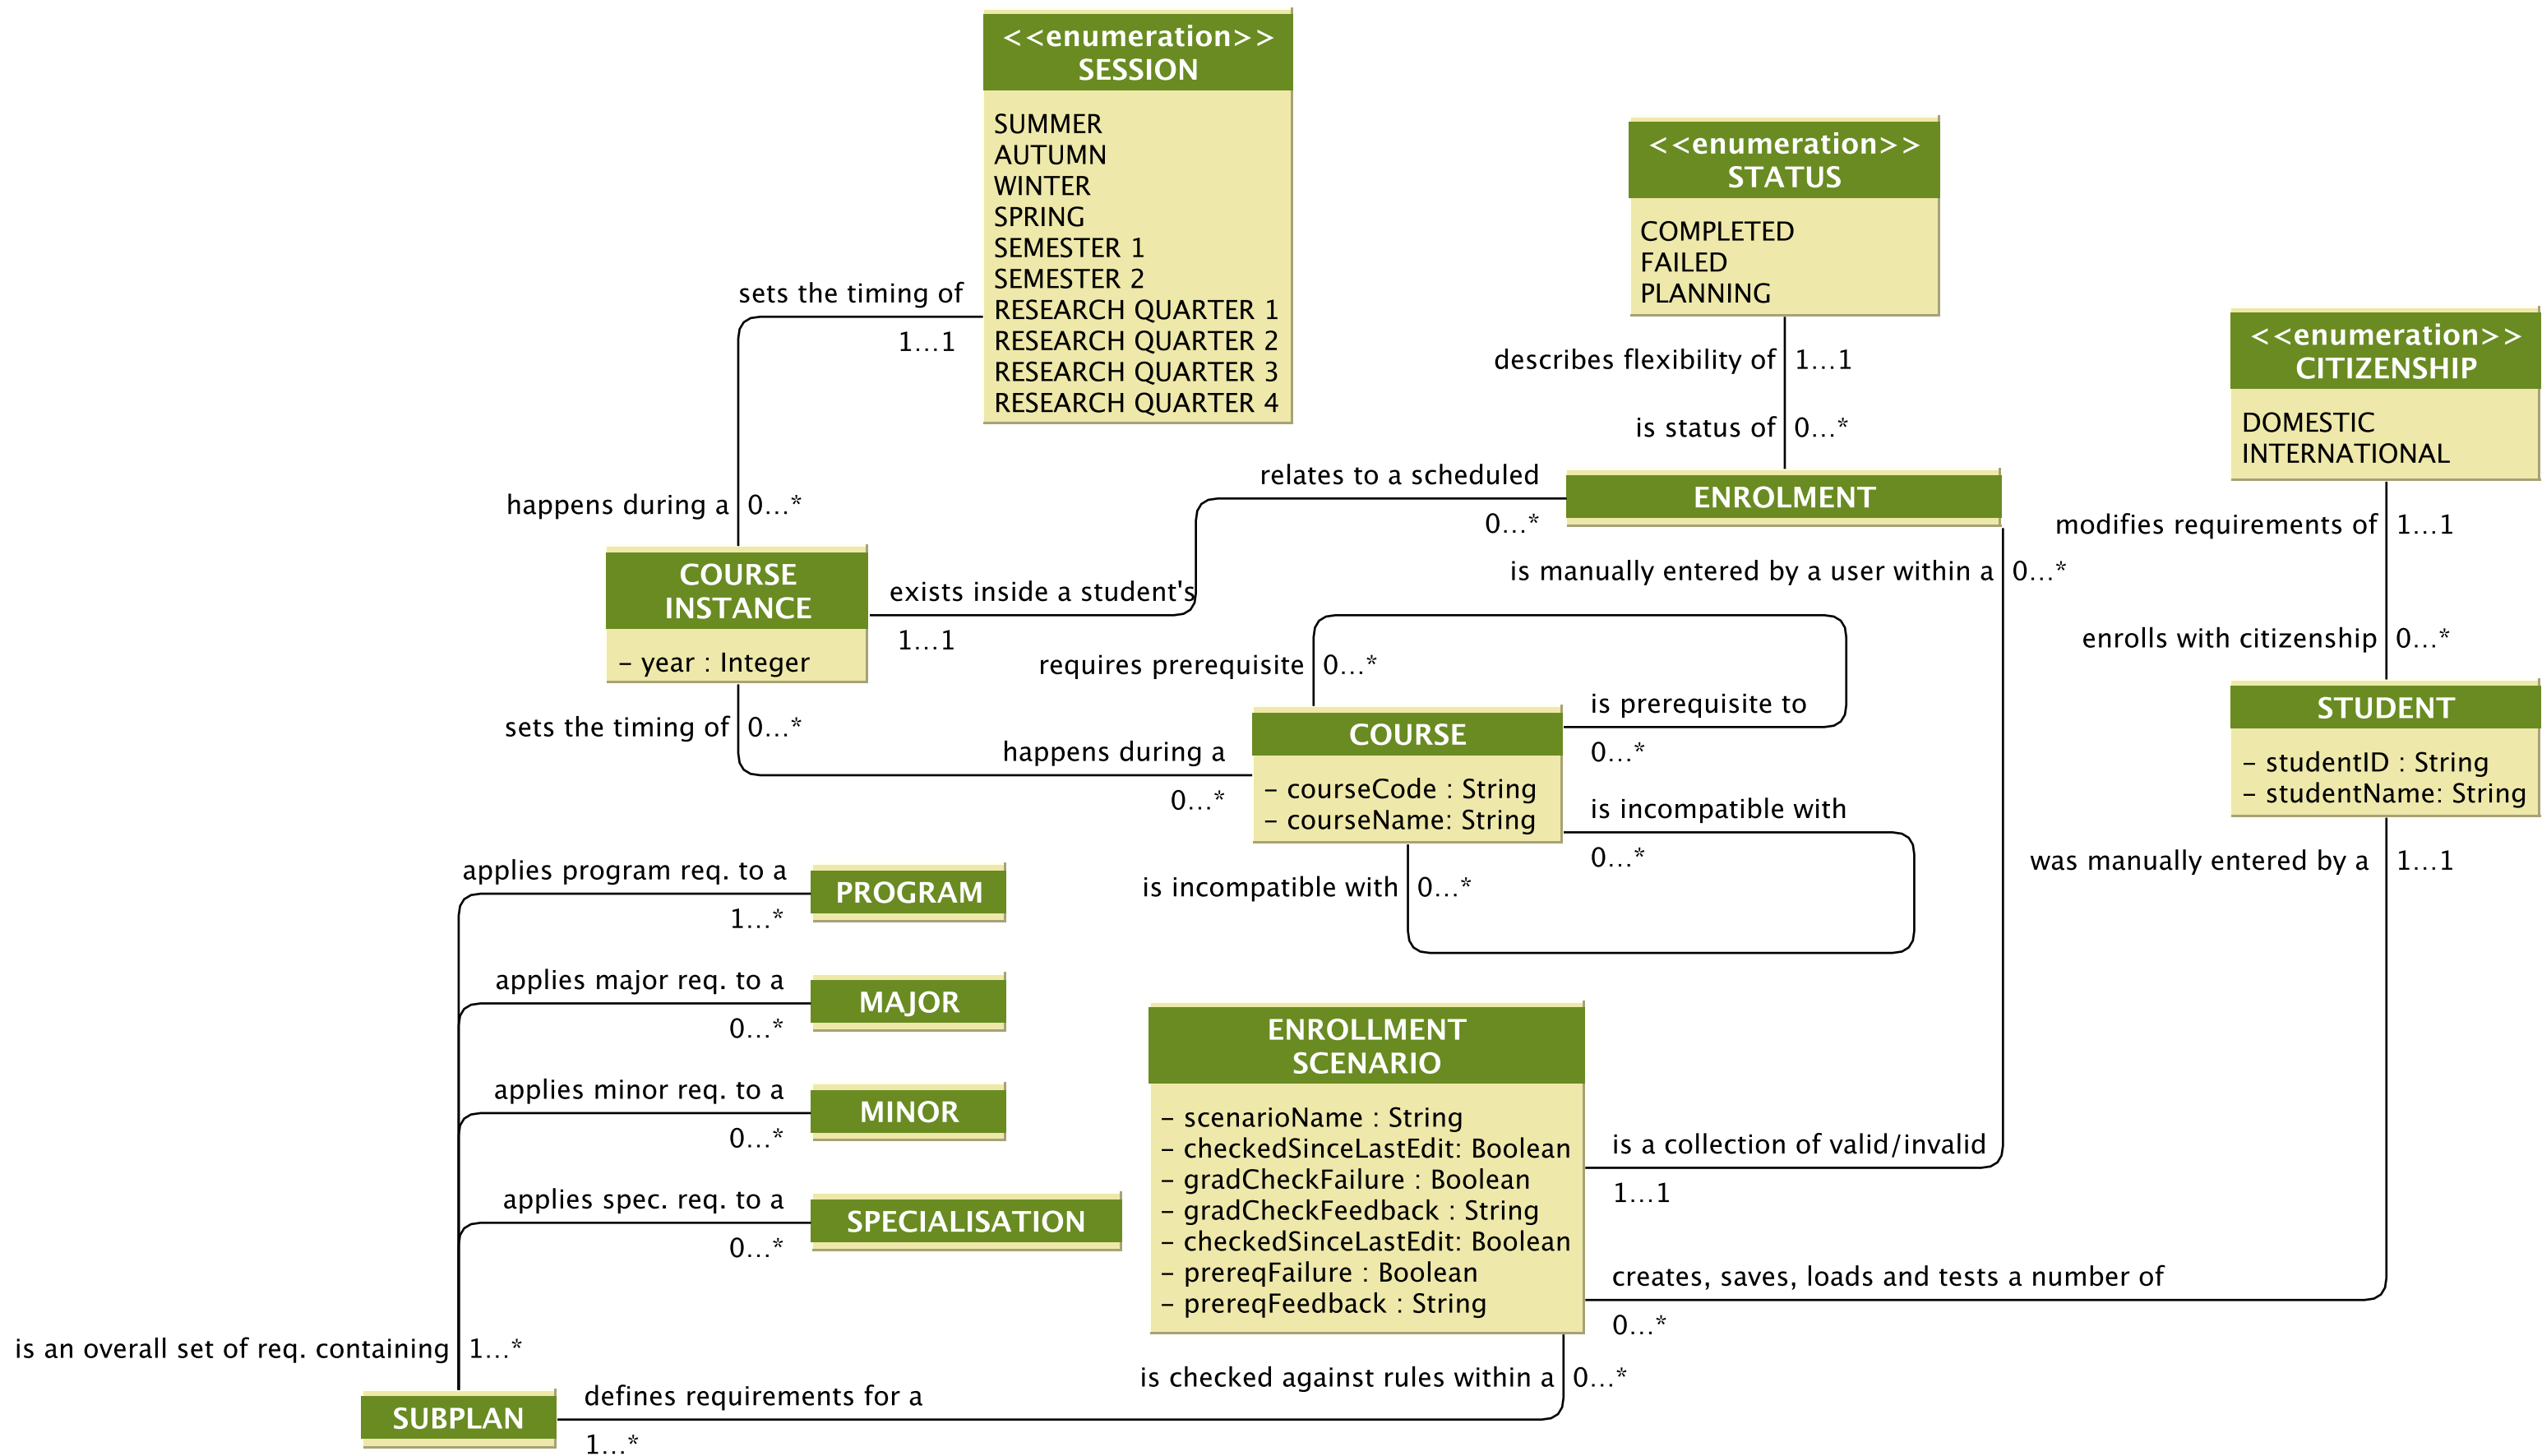 <<enumeration>>
SESSION
SUMMER
AUTUMN
WINTER
SPRING
SEMESTER 1
SEMESTER 2
RESEARCH QUARTER 1
RESEARCH QUARTER 2
RESEARCH QUARTER 3
RESEARCH QUARTER 4
<<enumeration>>
STATUS
COMPLETED
FAILED
PLANNING
<<enumeration>>
CITIZENSHIP
DOMESTIC
INTERNATIONAL
sets the timing of
1...1
happens during a
0...*
describes flexibility of
1...1
is status of
0...*
relates to a scheduled
0...*
ENROLMENT
is manually entered by a user within a
0...*
modifies requirements of
1...1
enrolls with citizenship
0...*
COURSE
INSTANCE
- year : Integer
exists inside a student's
1...1
sets the timing of
0...*
happens during a
0...*
requires prerequisite
0...*
is prerequisite to
0...*
COURSE
- courseCode : String
- courseName: String
is incompatible with
0...*
is incompatible with
0...*
STUDENT
- studentID : String
- studentName: String
was manually entered by a
1...1
applies program req. to a
1...*
PROGRAM
applies major req. to a
0...*
MAJOR
applies minor req. to a
0...*
MINOR
applies spec. req. to a
0...*
SPECIALISATION
ENROLLMENT
SCENARIO
- scenarioName : String
- checkedSinceLastEdit: Boolean
- gradCheckFailure : Boolean
- gradCheckFeedback : String
- checkedSinceLastEdit: Boolean
- prereqFailure : Boolean
- prereqFeedback : String
is a collection of valid/invalid
1...1
creates, saves, loads and tests a number of
0...*
is an overall set of req. containing
1...*
is checked against rules within a
0...*
SUBPLAN
defines requirements for a
1...*